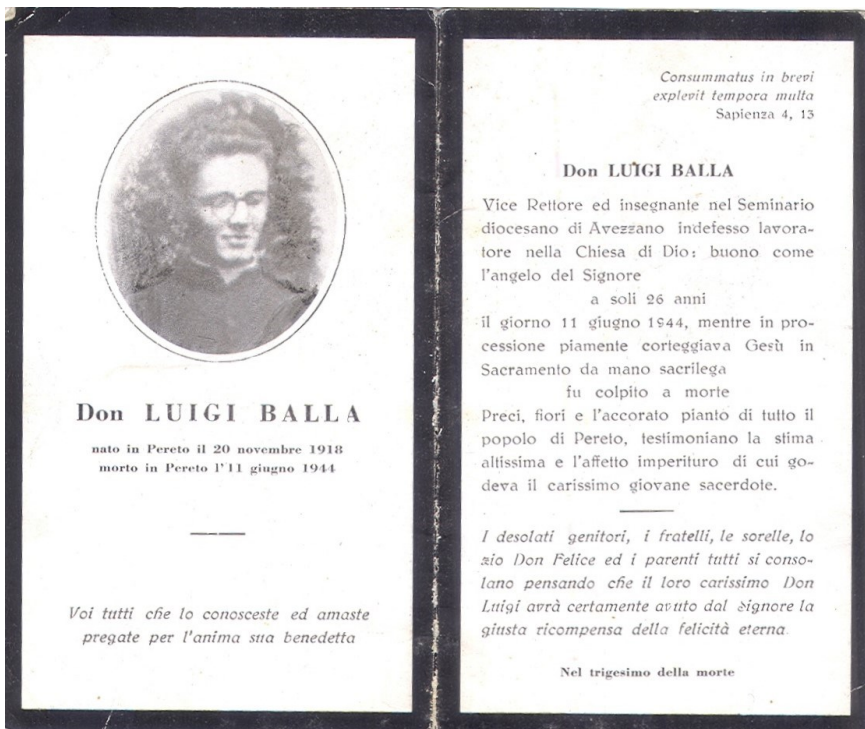 Don LUIGI BALLA
nato in Pereto il 20 novembre 1918
morto in Pereto l'11 giugno 1944
Voi tutti che lo conosceste ed amaste
pregate per l'anima sua benedetta
Consummatus in brevi
explevit tempora multa
Sapienza 4, 13
Don LUIGI BALLA
Vice Rettore ed insegnante nel Seminario
diocesano di Avezzano indefesso lavora-
tore nella Chiesa di Dio: buono come
l'angelo del Signore
a soli 26 anni
il giorno 11 giugno 1944, mentre in pro-
cessione piamente corteggiava Gesù in
Sacramento da mano sacrilega
fu colpito a morte
Preci, fiori e l'accorato pianto di tutto il
popolo di Pereto, testimoniano la stima
altissima e l'affetto imperituro di cui go-
deva il carissimo giovane sacerdote.
I desolati genitori, i fratelli, le sorelle, lo
zio Don Felice ed i parenti tutti si conso-
lano pensando che il loro carissimo Don
Luigi avrà certamente avuto dal Signore la
giusta ricompensa della felicità eterna.
Nel trigesimo della morte